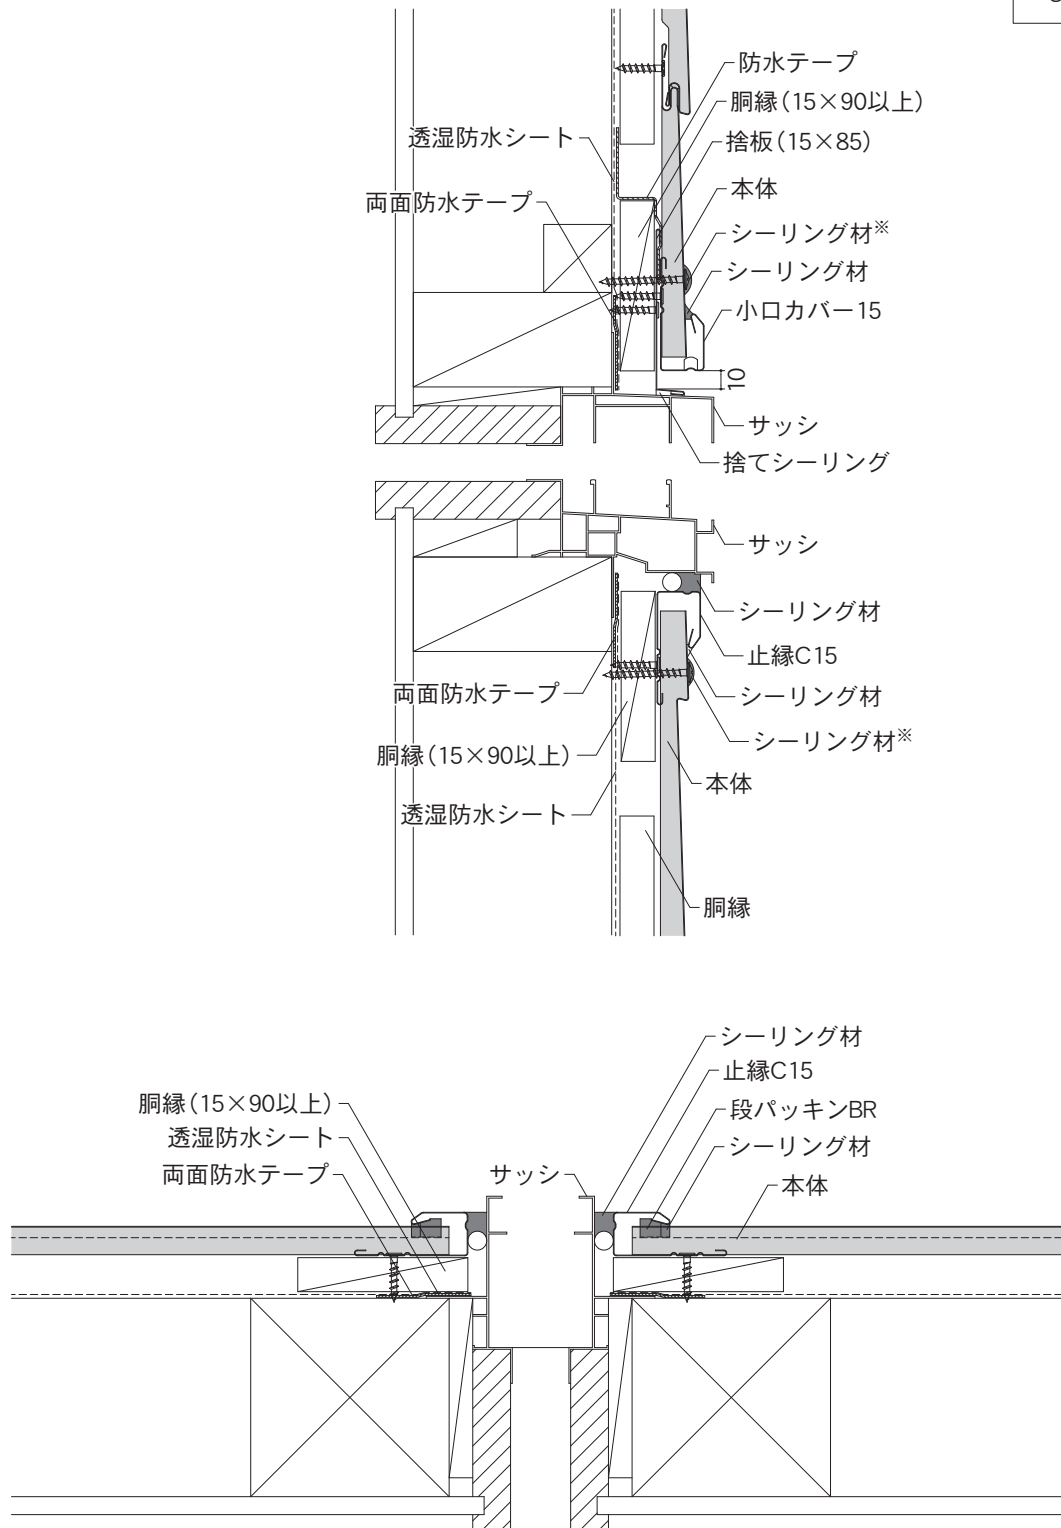 防水テープ
胴縁(15×90以上)
透湿防水シート
捨板(15×85)
本体
両面防水テープ
シーリング材※
シーリング材
小口カバー15
10
サッシ
捨てシーリング
サッシ
シーリング材
止縁C15
両面防水テープ
シーリング材
シーリング材※
胴縁(15×90以上)
本体
透湿防水シート
胴縁
シーリング材
止縁C15
胴縁(15×90以上)
段パッキンBR
透湿防水シート
シーリング材
両面防水テープ
サッシ
本体